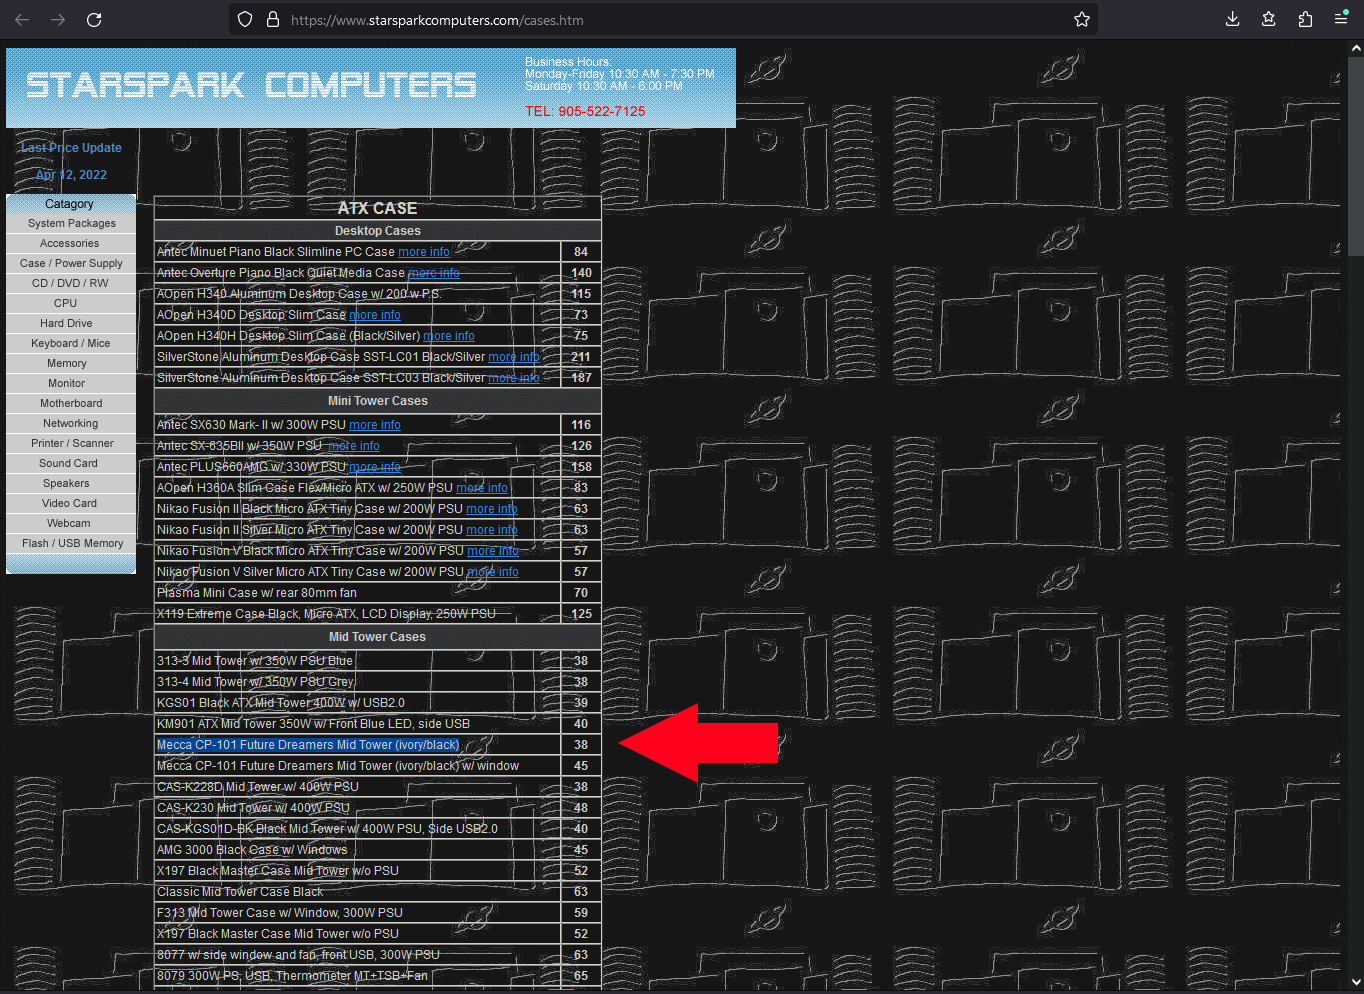 https://www.starsparkcomputers.com/cases.htm
STARSPARK COMPUTERS
Business Hours:
Monday-Friday 10:30 AM - 7:30 PM
Saturday 10:30 AM - 6:00 PM
TEL: 905-522-7125
Last Price Update
Apr 12, 2022
Catagory
System Packages
Accessories
Case / Power Supply
CD / DVD / RW
CPU
Hard Drive
Keyboard / Mice
Memory
Monitor
Motherboard
Networking
Printer / Scanner
Sound Card
Speakers
Video Card
Webcam
Flash / USB Memory
ATX CASE
Desktop Cases
Antec Minuet Piano Black Slimline PC Case more info 84
Antec Overture Piano Black Quiet Media Case more info 140
AOpen H340 Aluminum Desktop Case w/ 200 w P.S. 115
AOpen H340D Desktop Slim Case more info 73
AOpen H340H Desktop Slim Case (Black/Silver) more info 75
SilverStone Aluminum Desktop Case SST-LC01 Black/Silver more info 211
SilverStone Aluminum Desktop Case SST-LC03 Black/Silver more info 187
Mini Tower Cases
Antec SX630 Mark- II w/ 300W PSU more info 116
Antec SX-635BII w/ 350W PSU more info 126
Antec PLUS660AMG w/ 330W PSU more info 158
AOpen H360A Slim Case Flex/Micro ATX w/ 250W PSU more info 83
Nikao Fusion II Black Micro ATX Tiny Case w/ 200W PSU more info 63
Nikao Fusion II Silver Micro ATX Tiny Case w/ 200W PSU more info 63
Nikao Fusion V Black Micro ATX Tiny Case w/ 200W PSU more info 57
Nikao Fusion V Silver Micro ATX Tiny Case w/ 200W PSU more info 57
Plasma Mini Case w/ rear 80mm fan 70
X119 Extreme Case Black, Micro ATX, LCD Display, 250W PSU 125
Mid Tower Cases
313-3 Mid Tower w/ 350W PSU Blue 38
313-4 Mid Tower w/ 350W PSU Grey 38
KGS01 Black ATX Mid Tower 400W w/ USB2.0 39
KM901 ATX Mid Tower 350W w/ Front Blue LED, side USB 40
Mecca CP-101 Future Dreamers Mid Tower (ivory/black) 38
Mecca CP-101 Future Dreamers Mid Tower (ivory/black) w/ window 45
CAS-K228D Mid Tower w/ 400W PSU 38
CAS-K230 Mid Tower w/ 400W PSU 48
CAS-KGS01D-BK Black Mid Tower w/ 400W PSU, Side USB2.0 40
AMG 3000 Black Case w/ Windows 45
X197 Black Master Case Mid Tower w/o PSU 52
Classic Mid Tower Case Black 63
F313 Mid Tower Case w/ Window, 300W PSU 59
X197 Black Master Case Mid Tower w/o PSU 52
8077 w/ side window and fan, front USB, 300W PSU 63
8079 300W PS, USB, Thermometer MT+TSB+Fan 65